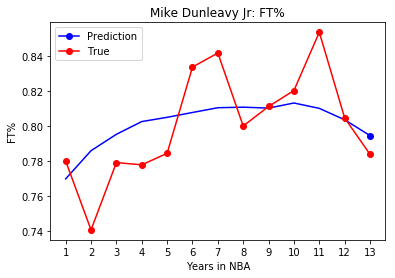 Mike Dunleavy Jr: FT%
Prediction
True
FT%
0.84
0.82
0.80
0.78
0.76
0.74
1 2 3 4 5 6 7 8 9 10 11 12 13
Years in NBA